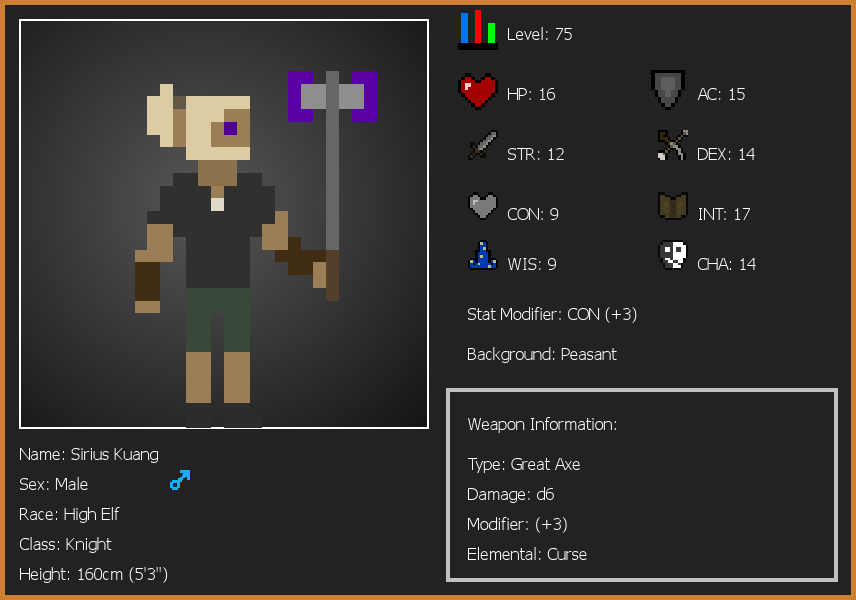 Level: 75
HP: 16
AC: 15
STR: 12
DEX: 14
CON: 9
INT: 17
WIS: 9
CHA: 14
Stat Modifier: CON (+3)
Background: Peasant
Weapon Information:
Type: Great Axe
Damage: d6
Modifier: (+3)
Elemental: Curse
Name: Sirius Kuang
Sex: Male
Race: High Elf
Class: Knight
Height: 160cm (5'3")